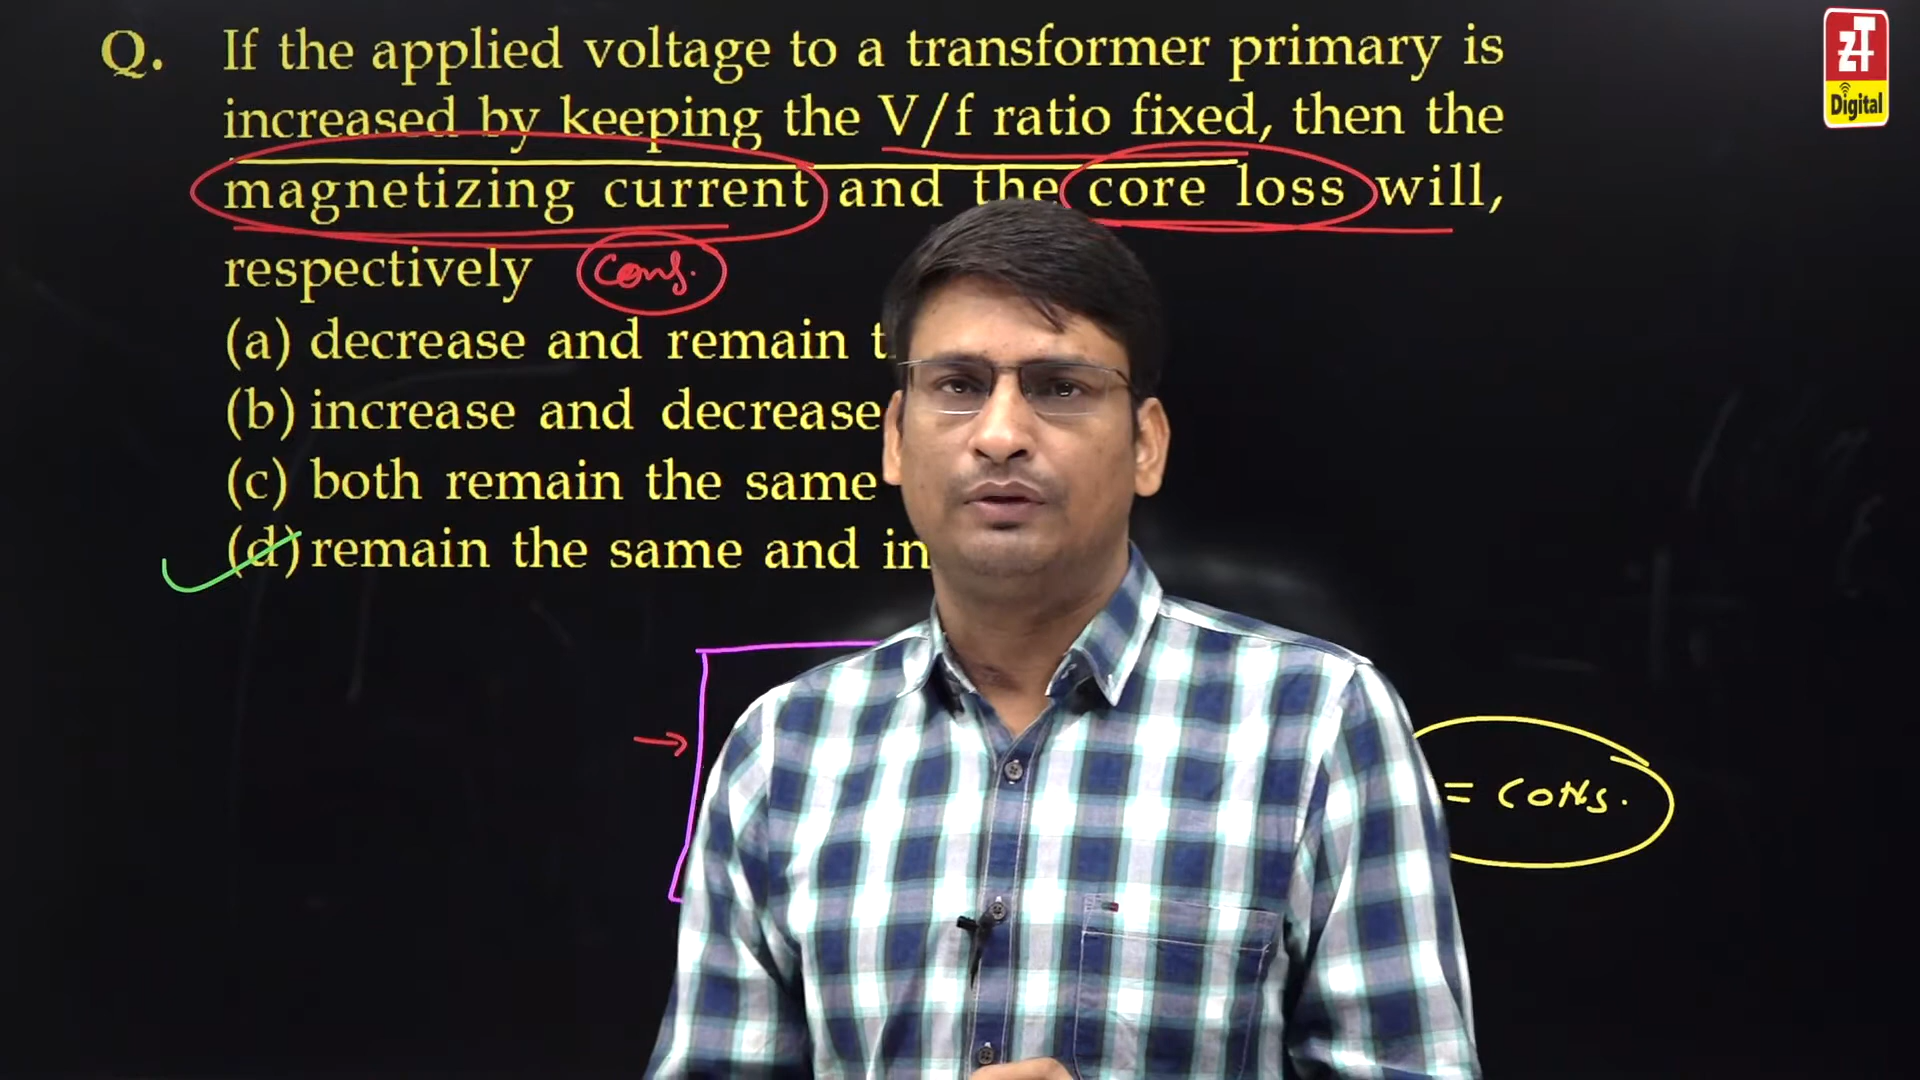 Q. If the applied voltage to a transformer primary is
increased by keeping the V/f ratio fixed, then the
magnetizing current and the core loss will,
respectively cons.
(a) decrease and remain
(b) increase and decrease
(c) both remain the same
(d) remain the same and in
= cons.
ZT
Digital